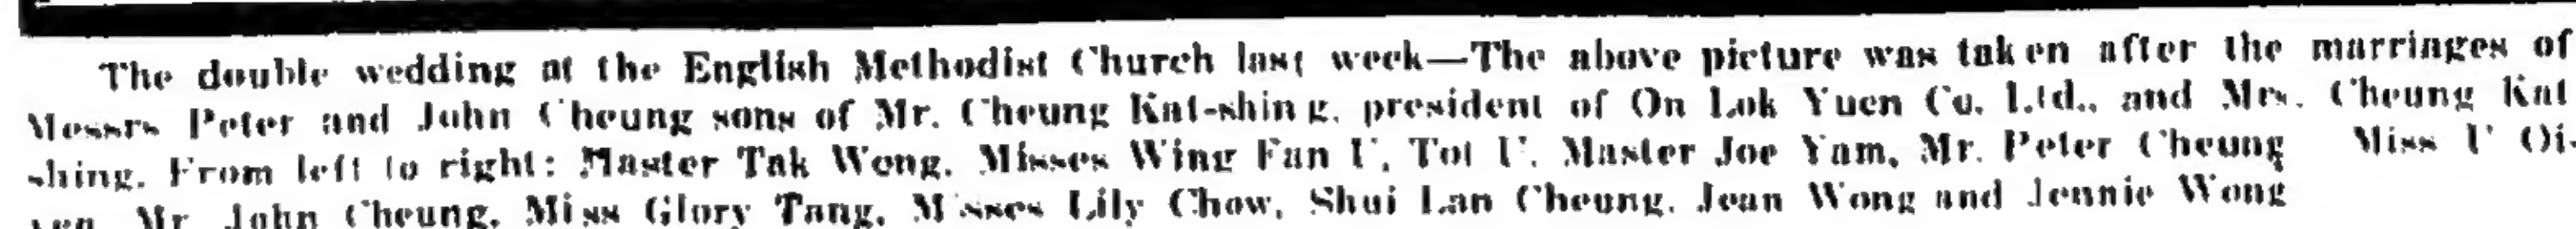 The double wedding at the English Methodist Church last week—The above picture was taken after the marriages of
Messrs Peter and John Cheung sons of Mr. Cheung Kat-shing, president of On Lok Yuen Co. Ltd., and Mrs. Cheung Kat
-shing. From left to right: Master Tak Wong, Misses Wing Fan U, Tot U, Master Joe Yam, Mr. Peter Cheung Miss U Oi-
Mr. John Cheung, Miss Glory Tang, Misses Lily Chow, Shui Lan Cheung, Jean Wong and Jennie Wong